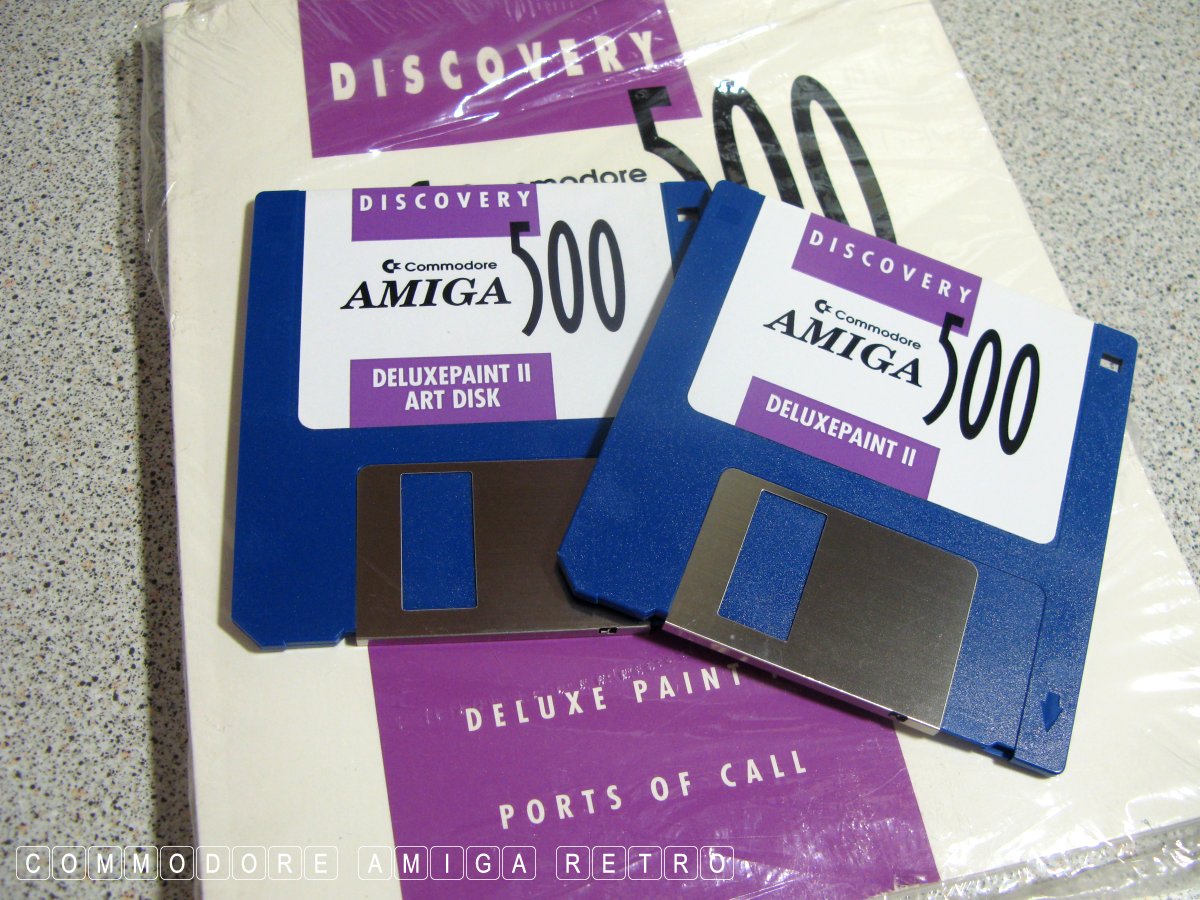 DISCOVERY
500
Commodore
DISCOVERY
Commodore
AMIGA 500
DELUXEPAINT II
ART DISK
DISCOVERY
Commodore
AMIGA 500
DELUXEPAINT II
DELUXE PAINT
PORTS OF CALL
COMMODORE AMIGA RETRO